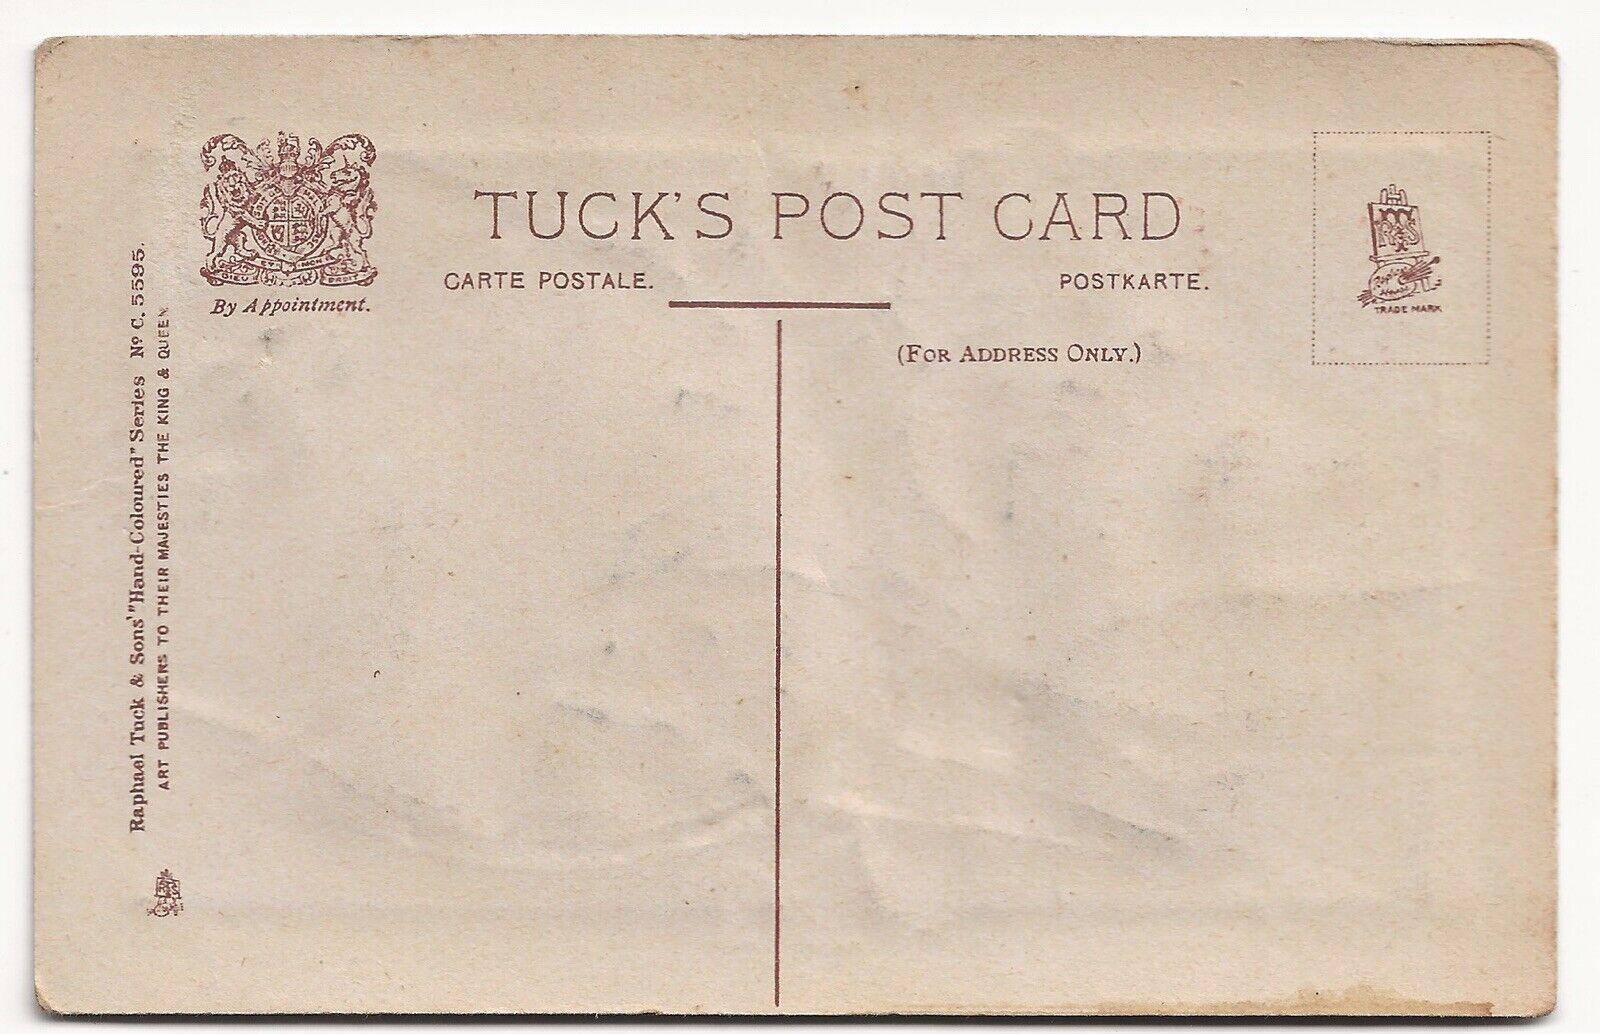 TUCK'S POST CARD
CARTE POSTALE.
POSTKARTE.
By Appointment.
(FOR ADDRESS ONLY.)
TRADE MARK
Raphael Tuck & Sons' "Hand-Coloured" Series Nº C. 5595.
ART PUBLISHERS TO THEIR MAJESTIES THE KING & QUEEN